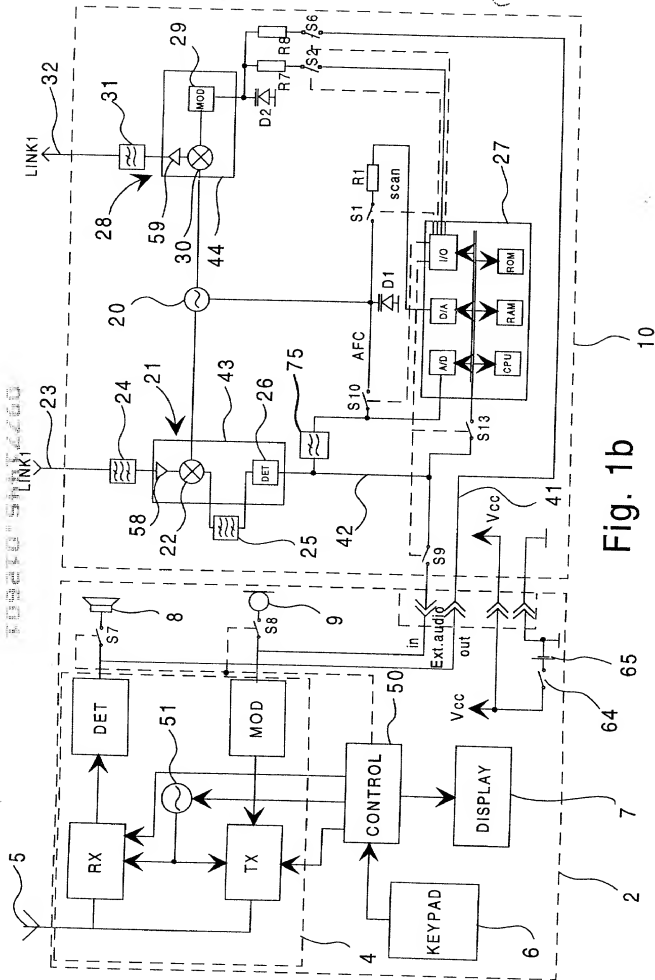 LINK1
32
31
59
28
30
44
29
MOD
D2
R8
R7
S6
S2
20
LINK1
23
24
21
58
22
43
26
DET
25
75
42
S10
AFC
D1
S1
R1
scan
27
A/D
D/A
I/O
CPU
RAM
ROM
S13
S9
41
10
5
RX
DET
S7
8
51
MOD
S8
9
TX
4
50
CONTROL
KEYPAD
6
DISPLAY
7
2
in
Ext.audio
out
Vcc
Vcc
64
65
Fig. 1b